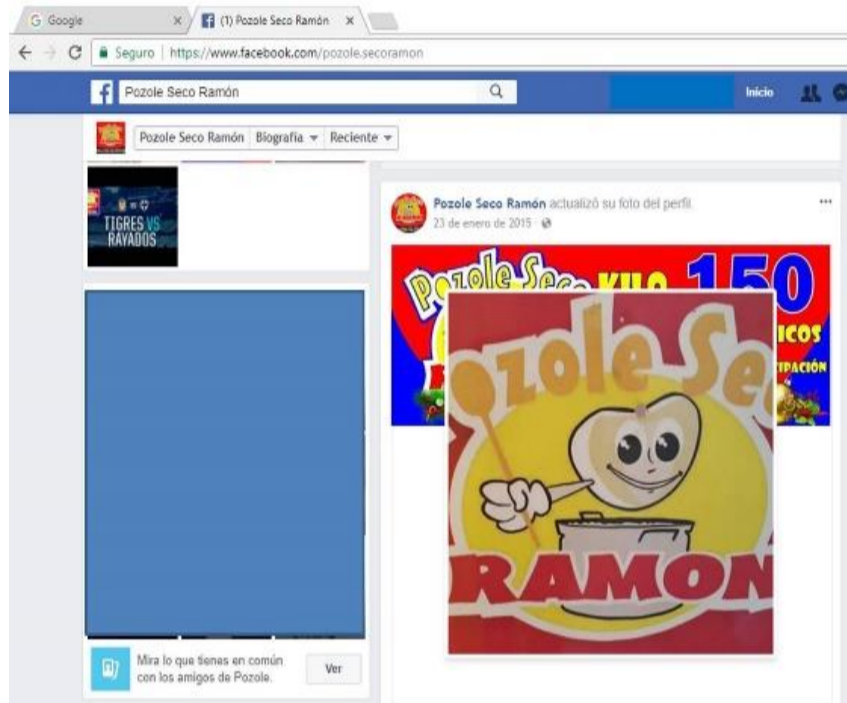 Google
(1) Pozole Seco Ramón
Seguro | https://www.facebook.com/pozole.secoramon
Pozole Seco Ramón
Inicio
Pozole Seco Ramón Biografía Reciente
TIGRES VS
RAYADOS
Pozole Seco Ramón actualizó su foto del perfil.
23 de enero de 2015
Pozole Seco KILO 150
Pozole Se
RAMON
Mira lo que tienes en común
con los amigos de Pozole.
Ver